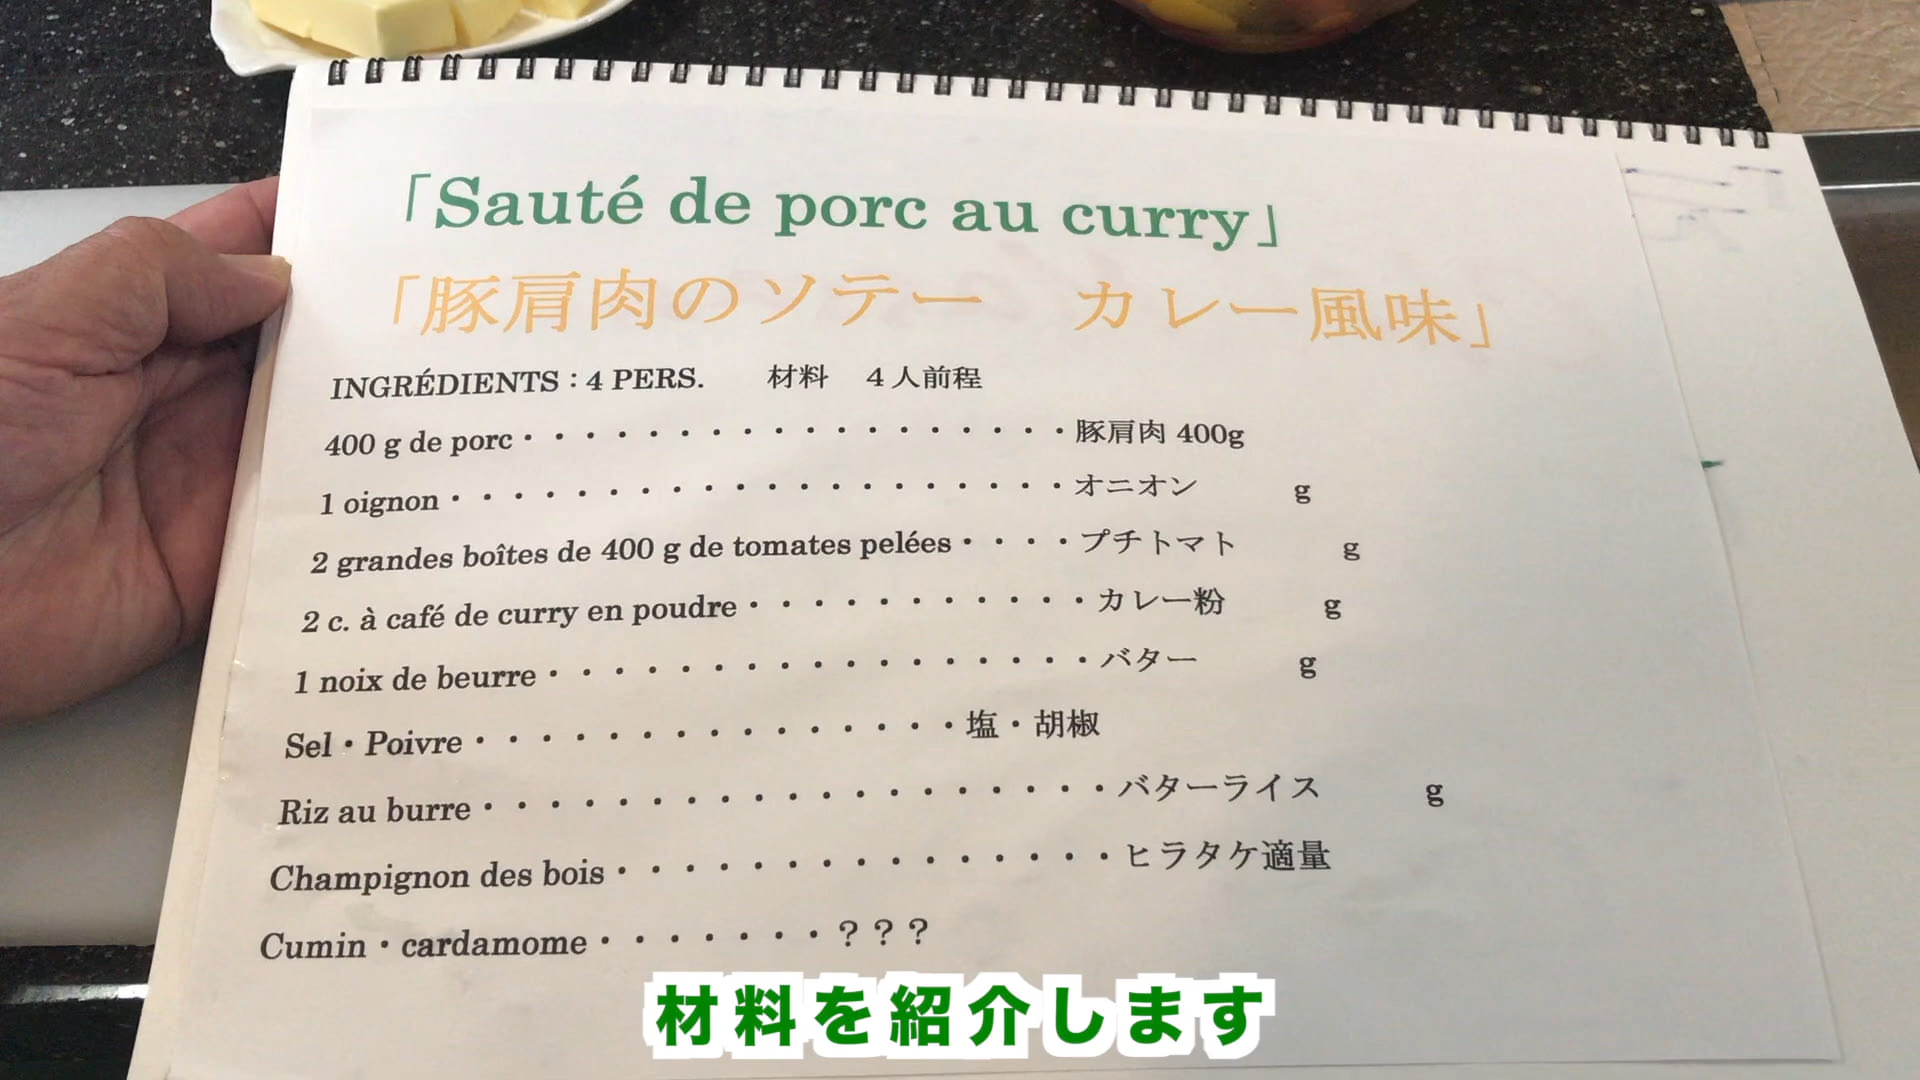 「Sauté de porc au curry」
「豚肩肉のソテー　カレー風味」
INGRÉDIENTS : 4 PERS.　材料　４人前程
400 g de porc・・・・・・・・・・・・・・・・・・豚肩肉 400g
1 oignon・・・・・・・・・・・・・・・・・・・・オニオン　g
2 grandes boîtes de 400 g de tomates pelées・・・・プチトマト　g
2 c. à café de curry en poudre・・・・・・・・・・・カレー粉　g
1 noix de beurre・・・・・・・・・・・・・・・・・バター　g
Sel・Poivre・・・・・・・・・・・・・・・塩・胡椒
Riz au burre・・・・・・・・・・・・・・・・・・・バターライス　g
Champignon des bois・・・・・・・・・・・・・・・ヒラタケ適量
Cumin・cardamome・・・・・・・？？？
材料を紹介します